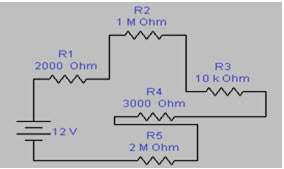 R2
1 M Ohm
R1
2000 Ohm
R3
10 k Ohm
R4
3000 Ohm
12 V
R5
2 M Ohm